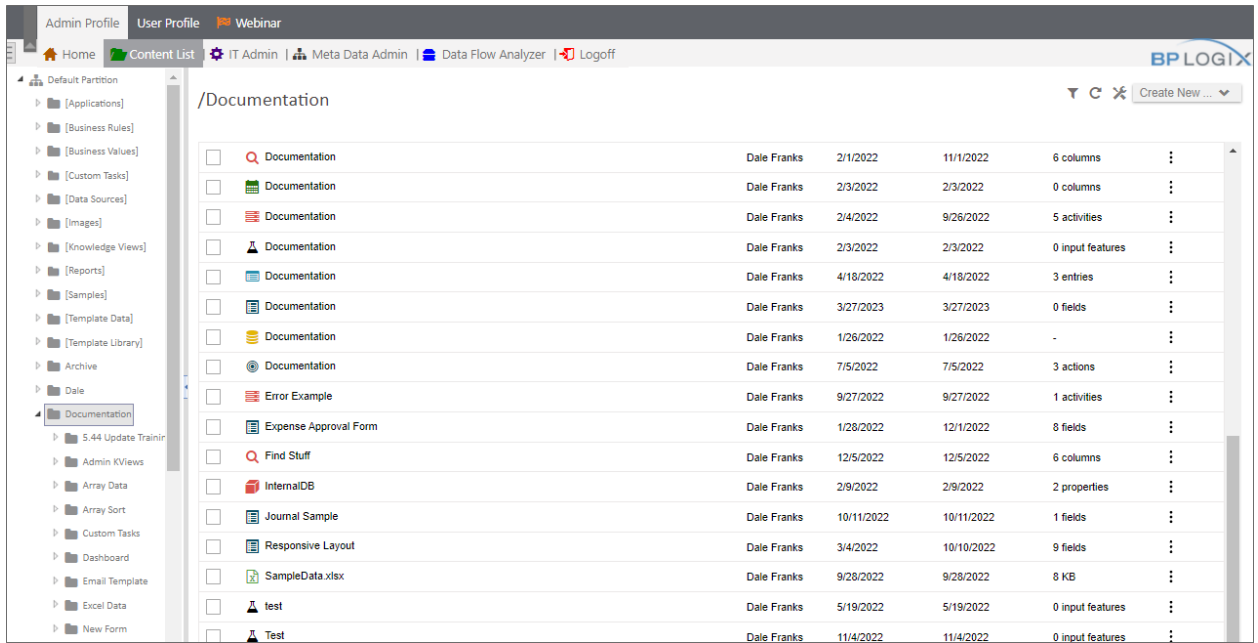 Admin Profile User Profile Webinar
Home Content List | IT Admin | Meta Data Admin | Data Flow Analyzer | Logoff
BP LOGIX
Default Partition
[Applications]
[Business Rules]
[Business Values]
[Custom Tasks]
[Data Sources]
[Images]
[Knowledge Views]
[Reports]
[Samples]
[Template Data]
[Template Library]
Archive
Dale
Documentation
5.44 Update Trainin
Admin KViews
Array Data
Array Sort
Custom Tasks
Dashboard
Email Template
Excel Data
New Form
/Documentation
Create New ...
Documentation Dale Franks 2/1/2022 11/1/2022 6 columns
Documentation Dale Franks 2/3/2022 2/3/2022 0 columns
Documentation Dale Franks 2/4/2022 9/26/2022 5 activities
Documentation Dale Franks 2/3/2022 2/3/2022 0 input features
Documentation Dale Franks 4/18/2022 4/18/2022 3 entries
Documentation Dale Franks 3/27/2023 3/27/2023 0 fields
Documentation Dale Franks 1/26/2022 1/26/2022 -
Documentation Dale Franks 7/5/2022 7/5/2022 3 actions
Error Example Dale Franks 9/27/2022 9/27/2022 1 activities
Expense Approval Form Dale Franks 1/28/2022 12/1/2022 8 fields
Find Stuff Dale Franks 12/5/2022 12/5/2022 6 columns
InternalDB Dale Franks 2/9/2022 2/9/2022 2 properties
Journal Sample Dale Franks 10/11/2022 10/11/2022 1 fields
Responsive Layout Dale Franks 3/4/2022 10/10/2022 9 fields
SampleData.xlsx Dale Franks 9/28/2022 9/28/2022 8 KB
test Dale Franks 5/19/2022 5/19/2022 0 input features
Test Dale Franks 11/4/2022 11/4/2022 0 input features